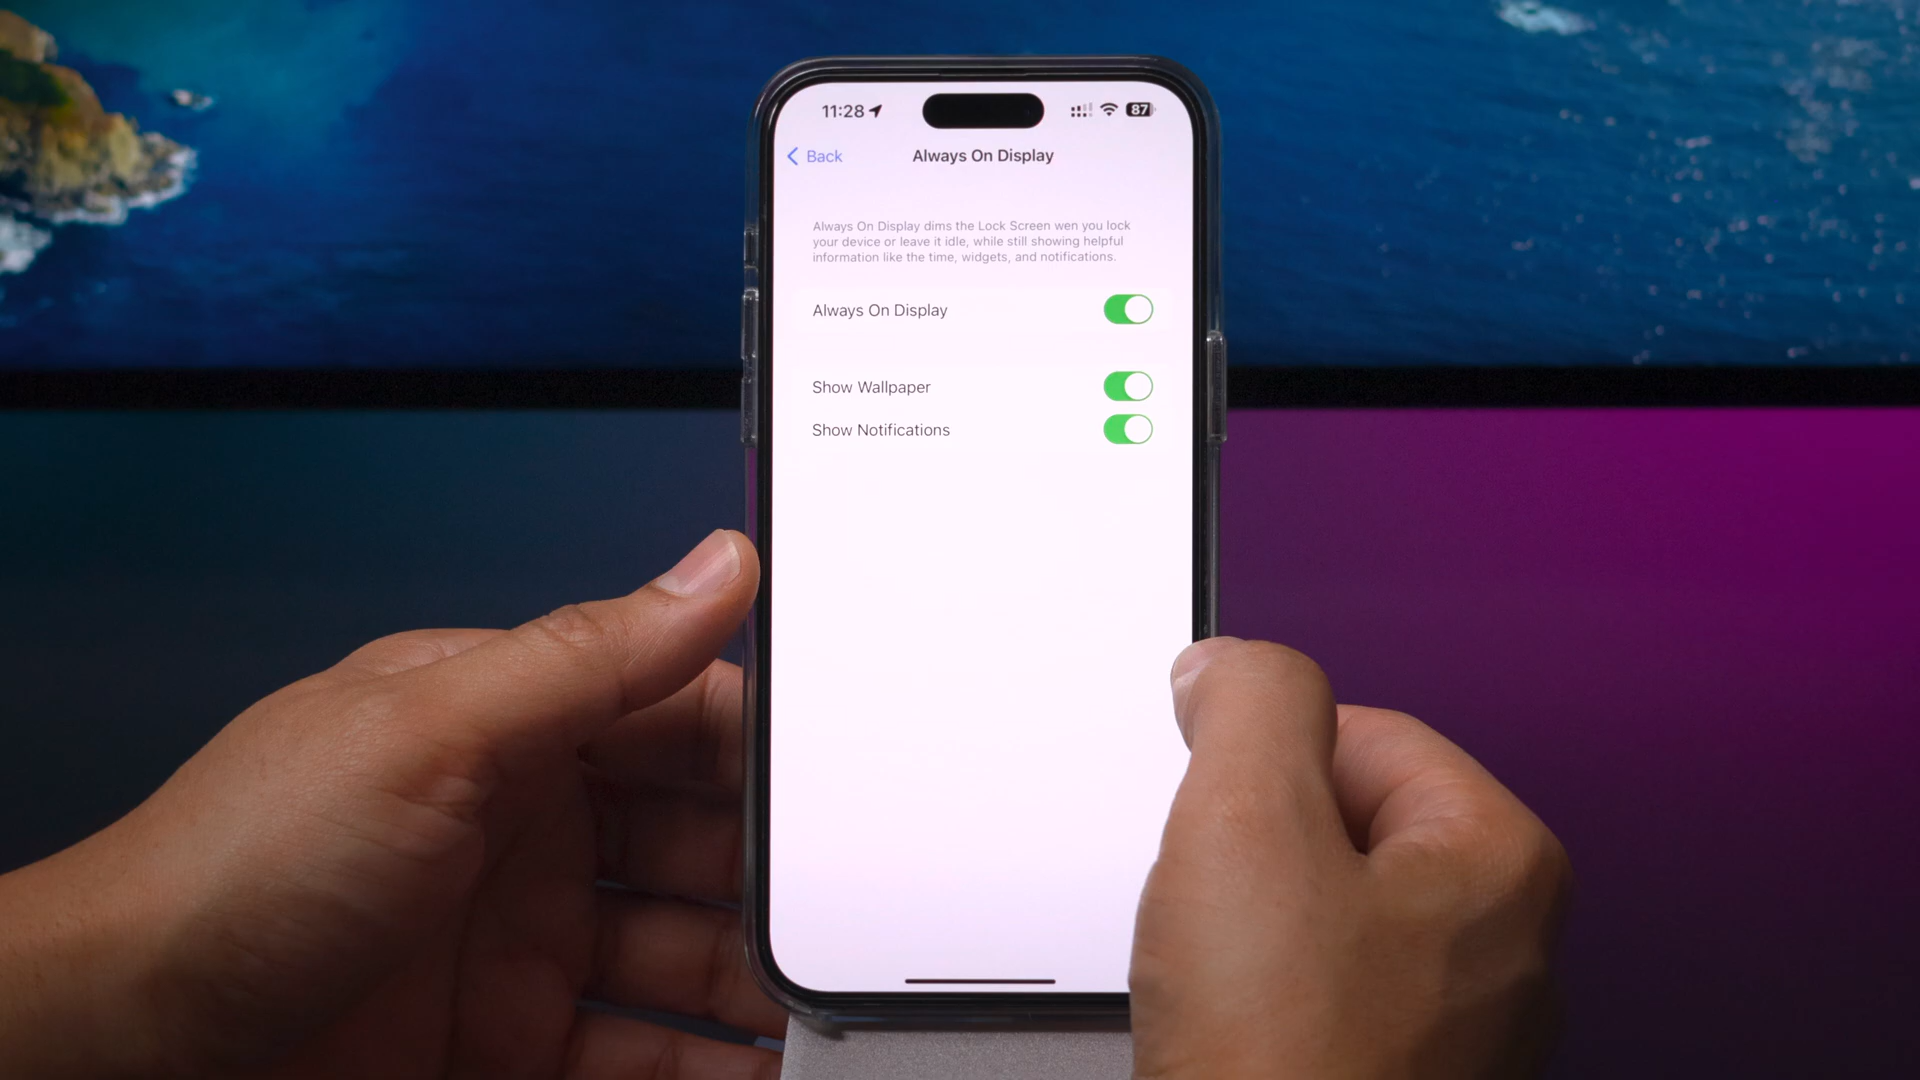 11:28
87
Back
Always On Display
Always On Display dims the Lock Screen wen you lock
your device or leave it idle, while still showing helpful
information like the time, widgets, and notifications.
Always On Display
Show Wallpaper
Show Notifications